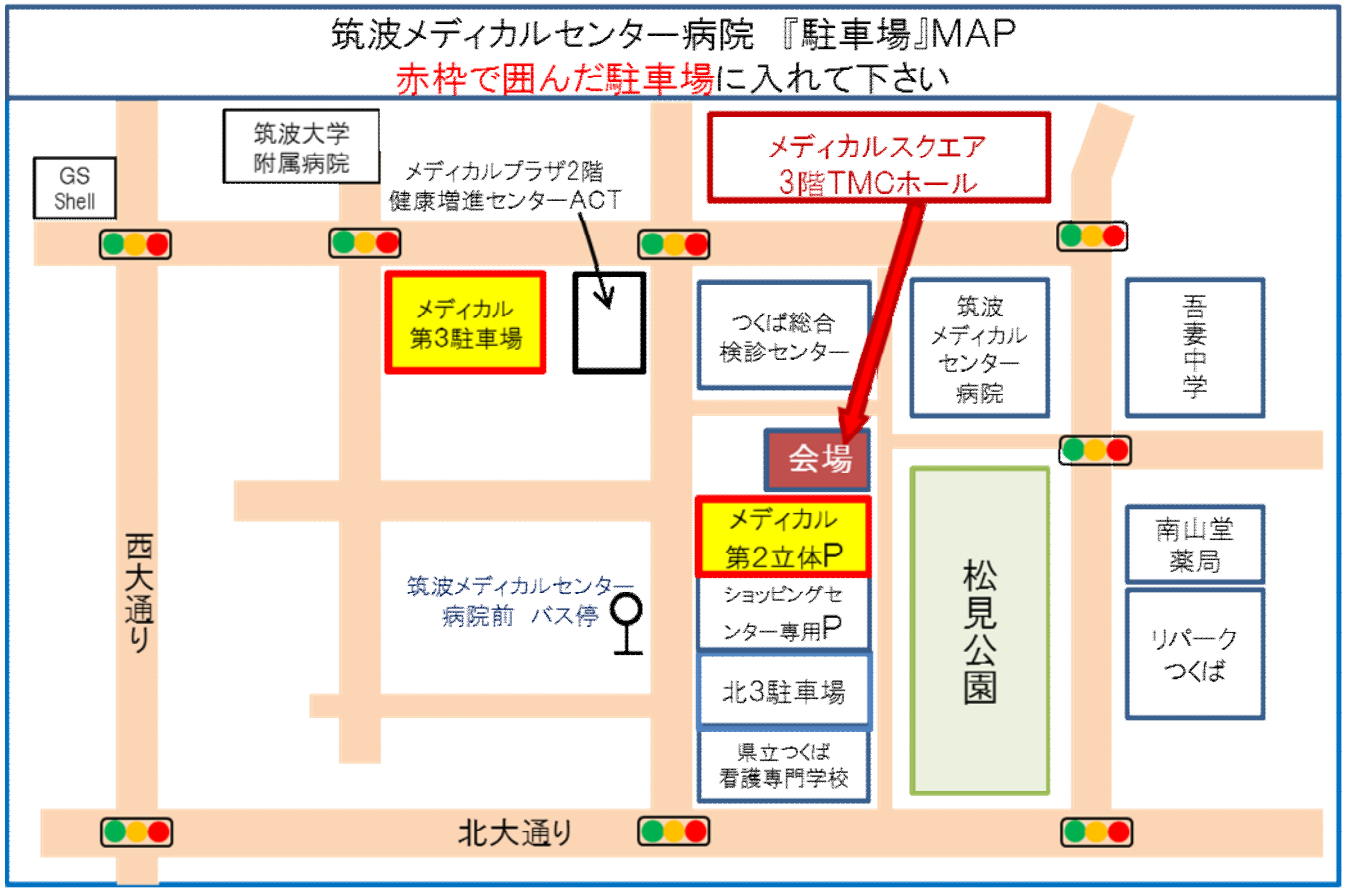 筑波メディカルセンター病院 『駐車場』MAP
赤枠で囲んだ駐車場に入れて下さい
筑波大学
附属病院
GS
Shell
メディカルプラザ2階
健康増進センターACT
メディカルスクエア
3階TMCホール
メディカル
第3駐車場
つくば総合
検診センター
筑波
メディカル
センター
病院
吾妻中学
会場
メディカル
第2立体P
ショッピングセ
ンター専用P
北3駐車場
県立つくば
看護専門学校
松見公園
南山堂
薬局
リパーク
つくば
西大通り
筑波メディカルセンター
病院前 バス停
北大通り